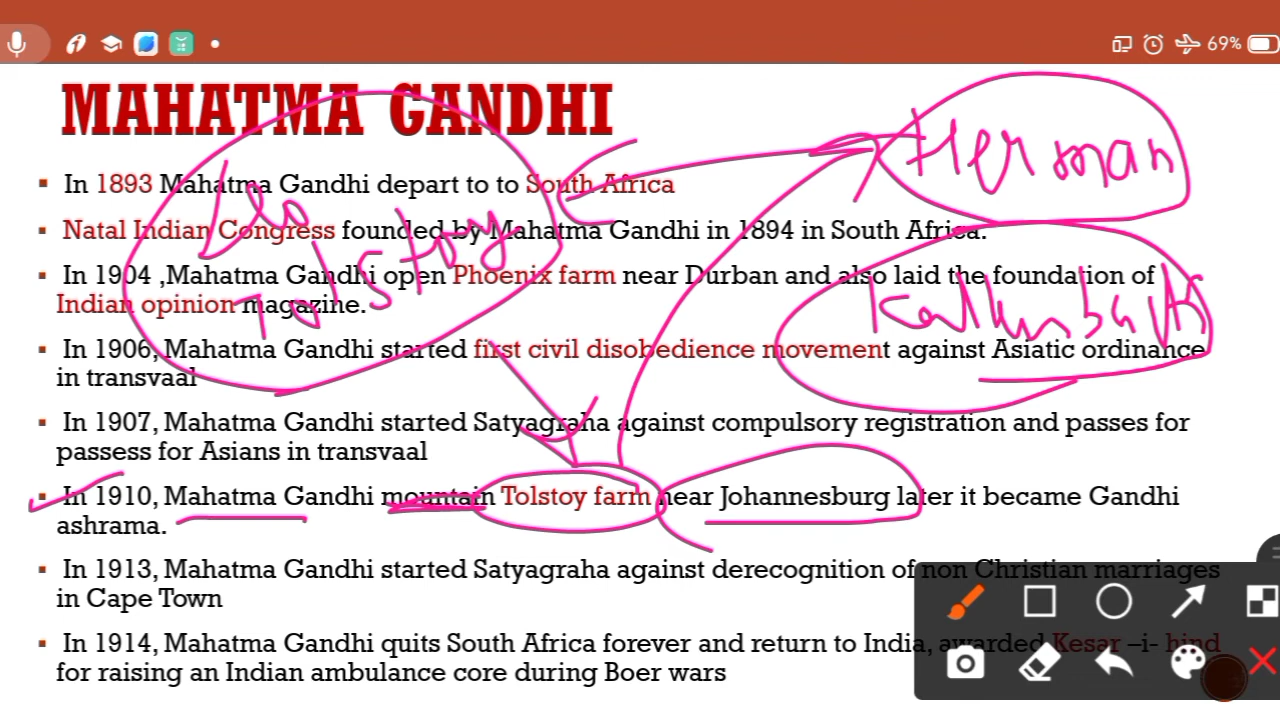 69%
MAHATMA GANDHI
Leo
Tolstoy
Herman
▪ In 1893 Mahatma Gandhi depart to to South Africa
▪ Natal Indian Congress founded by Mahatma Gandhi in 1894 in South Africa.
▪ In 1904 ,Mahatma Gandhi open Phoenix farm near Durban and also laid the foundation of
Indian opinion magazine.
▪ In 1906, Mahatma Gandhi started first civil disobedience movement against Asiatic ordinance
in transvaal
▪ In 1907, Mahatma Gandhi started Satyagraha against compulsory registration and passes for
passess for Asians in transvaal
▪ In 1910, Mahatma Gandhi mountain Tolstoy farm near Johannesburg later it became Gandhi
ashrama.
▪ In 1913, Mahatma Gandhi started Satyagraha against derecognition of non Christian marriages
in Cape Town
▪ In 1914, Mahatma Gandhi quits South Africa forever and return to India, awarded Kesar –i- hind
for raising an Indian ambulance core during Boer wars